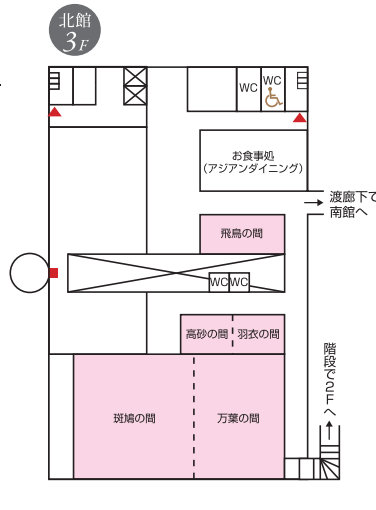 北館
3F
WC
WC
お食事処
（アジアンダイニング）
渡廊下で
南館へ
飛鳥の間
WC
WC
高砂の間
羽衣の間
階段で2Fへ
斑鳩の間
万葉の間